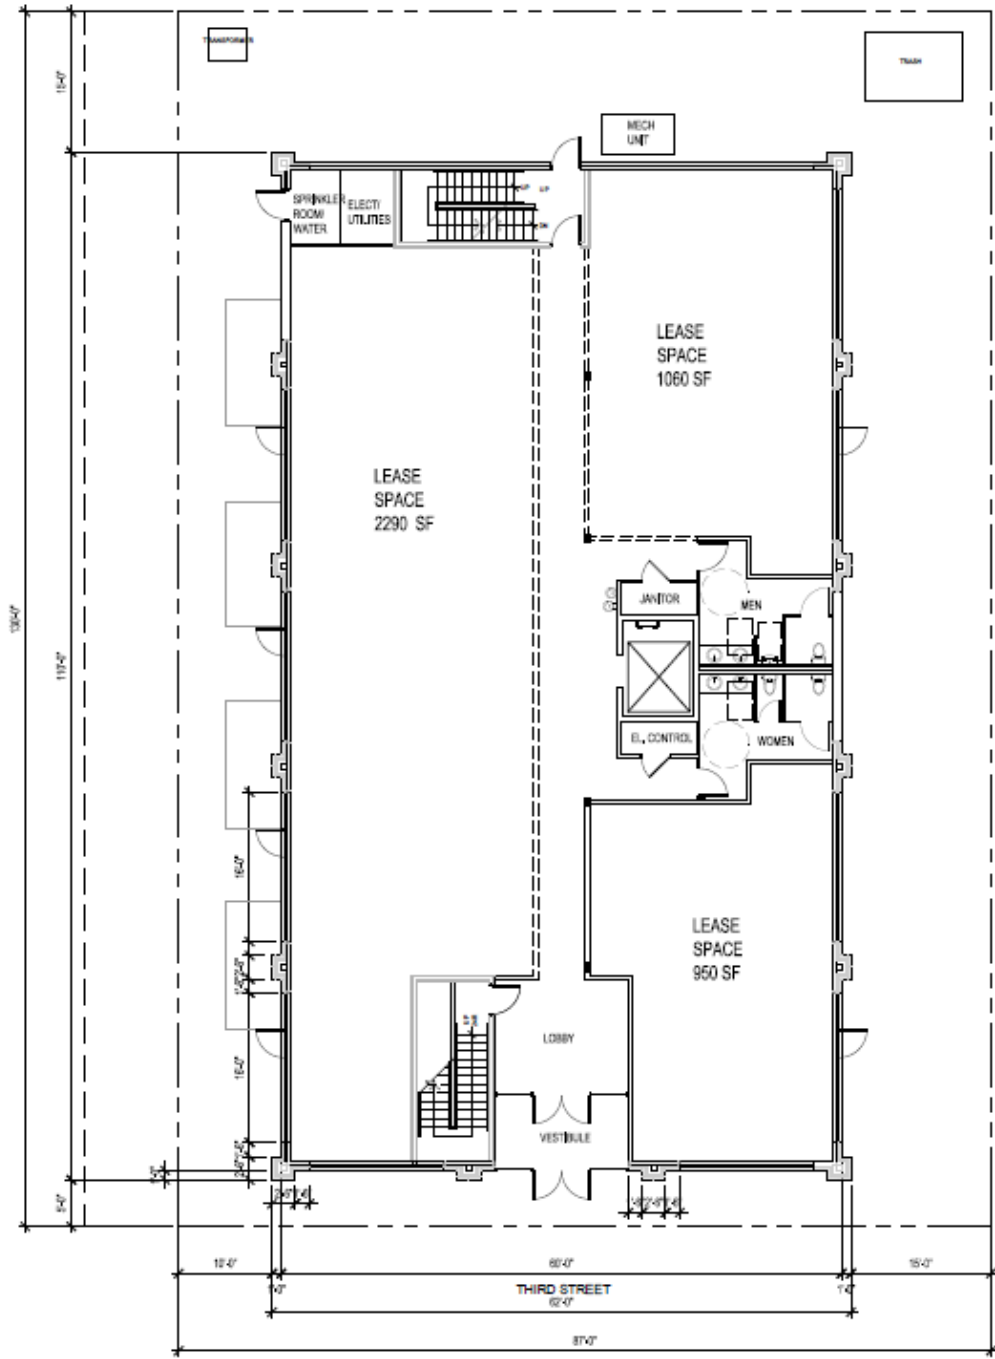 TRANSFORMER
TRASH
MECH
UNIT
15'-0"
SPRINKLER
ROOM/
WATER
ELECT/
UTILITIES
UP
UP
DN
LEASE
SPACE
1060 SF
LEASE
SPACE
2290 SF
130'-0"
110'-0"
JANITOR
MEN
EL. CONTROL
WOMEN
16'-0"
LEASE
SPACE
950 SF
LOBBY
16'-0"
VESTIBULE
5'-0"
10'-0"
60'-0"
15'-0"
1'-0"
THIRD STREET
1'-0"
62'-0"
87'-0"